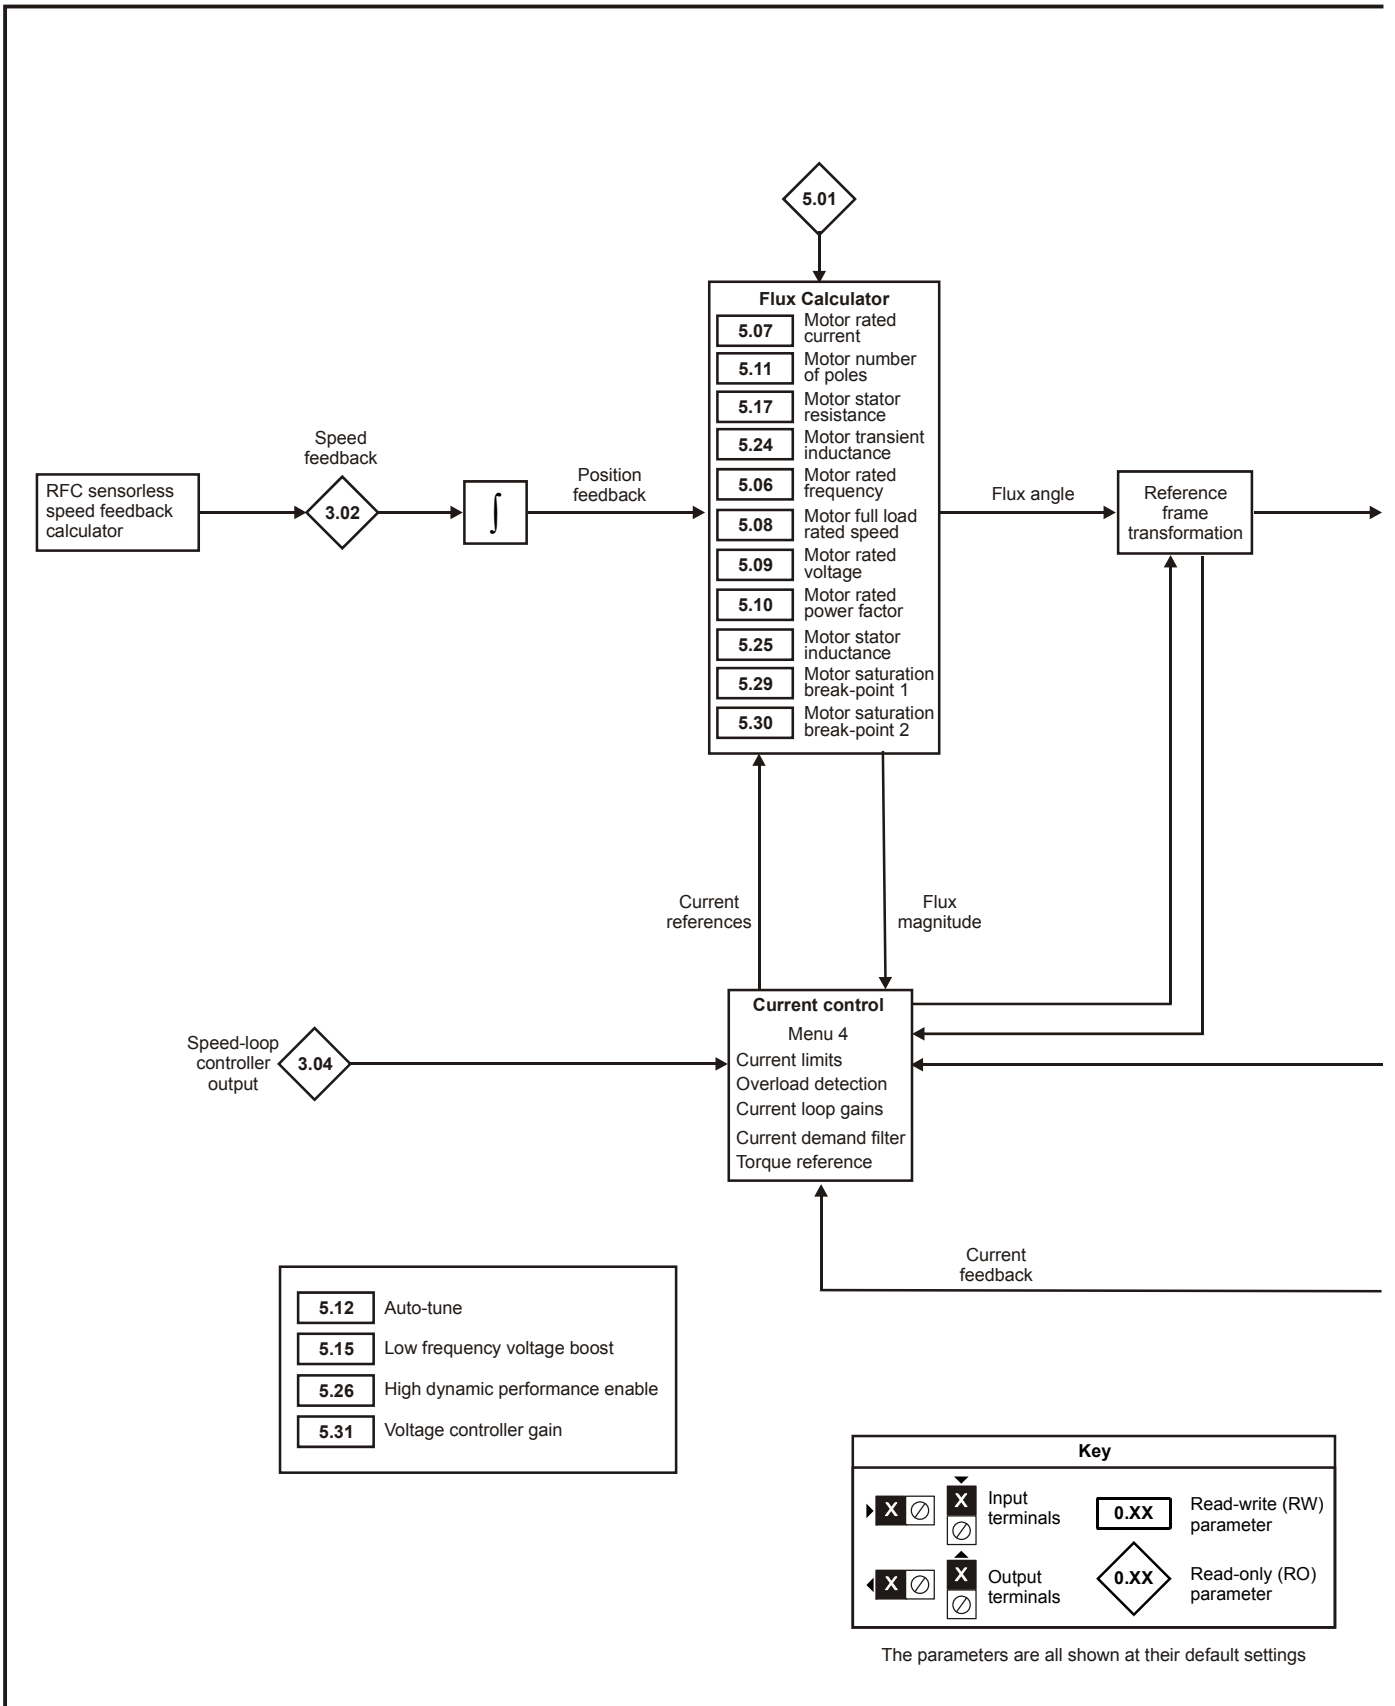 5.01
Flux Calculator
5.07 Motor rated
current
5.11 Motor number
of poles
5.17 Motor stator
resistance
5.24 Motor transient
inductance
5.06 Motor rated
frequency
5.08 Motor full load
rated speed
5.09 Motor rated
voltage
5.10 Motor rated
power factor
5.25 Motor stator
inductance
5.29 Motor saturation
break-point 1
5.30 Motor saturation
break-point 2
RFC sensorless
speed feedback
calculator
Speed
feedback
3.02
∫
Position
feedback
Flux angle
Reference
frame
transformation
Current
references
Flux
magnitude
Speed-loop
controller
output
3.04
Current control
Menu 4
Current limits
Overload detection
Current loop gains
Current demand filter
Torque reference
Current
feedback
5.12 Auto-tune
5.15 Low frequency voltage boost
5.26 High dynamic performance enable
5.31 Voltage controller gain
Key
X X Input
terminals
0.XX Read-write (RW)
parameter
X X Output
terminals
0.XX Read-only (RO)
parameter
The parameters are all shown at their default settings